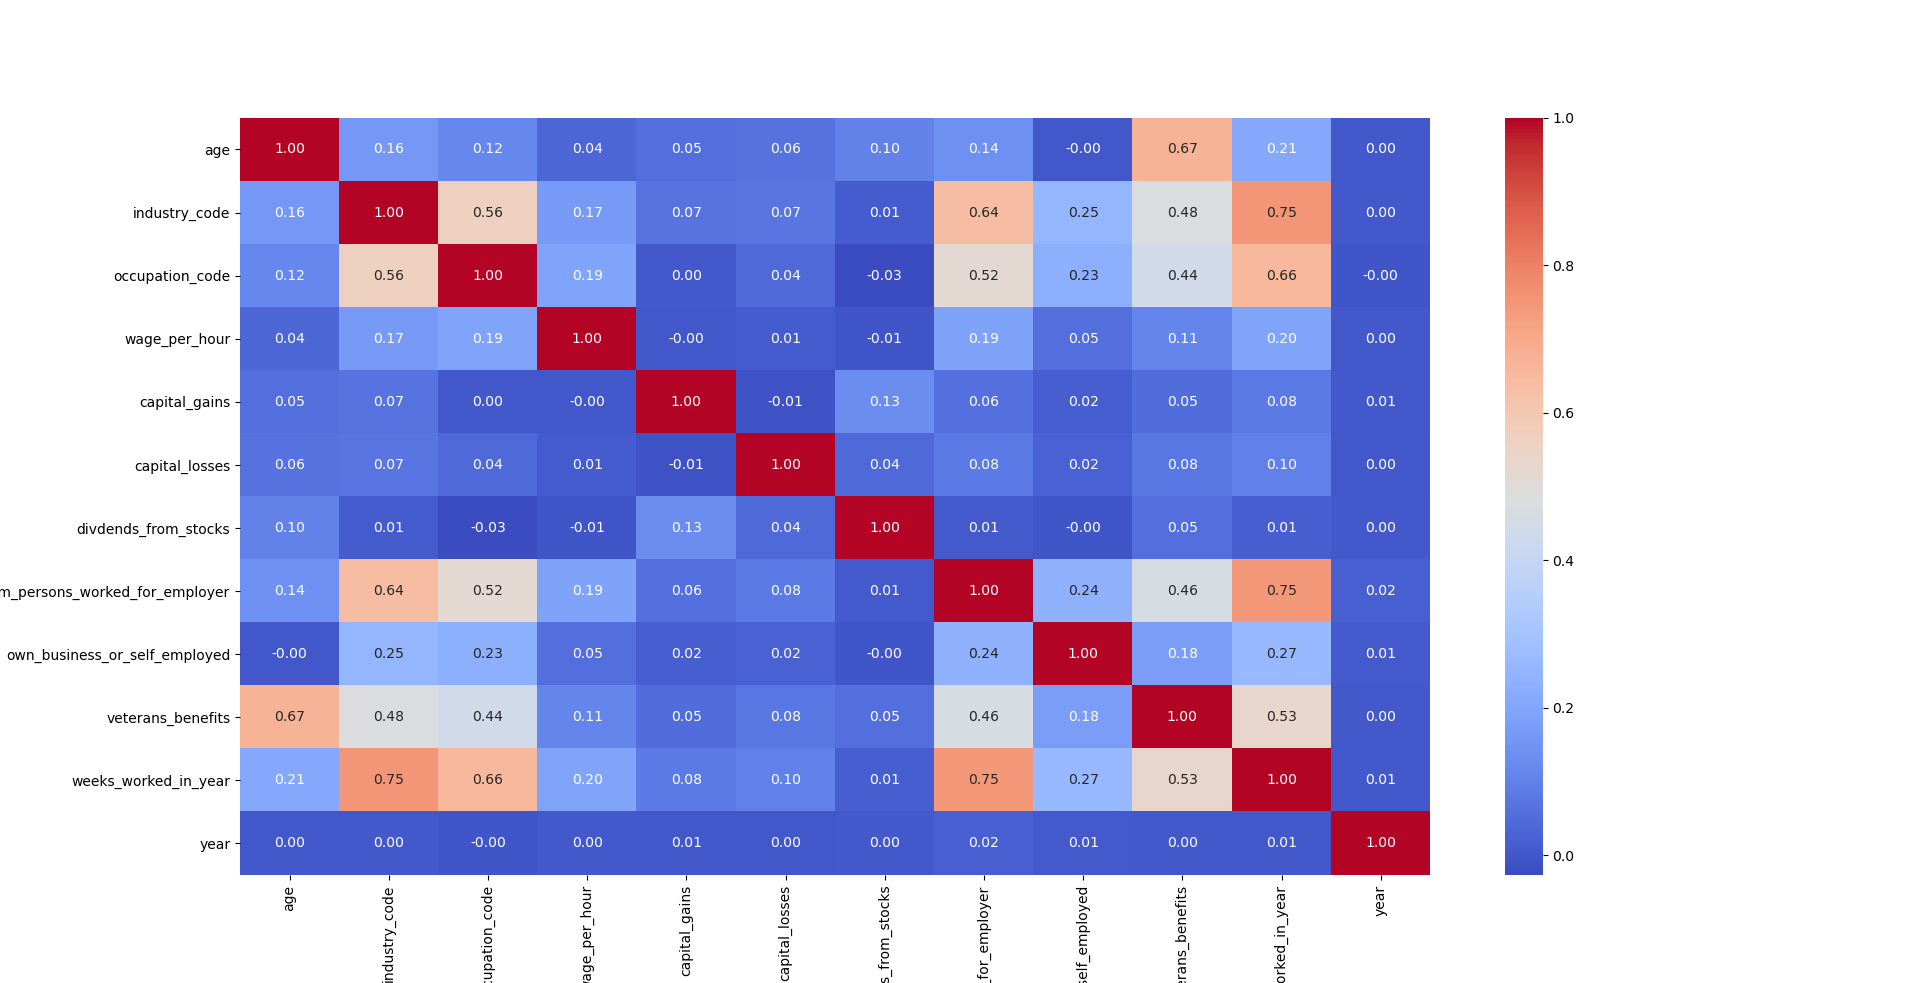 age 1.00 0.16 0.12 0.04 0.05 0.06 0.10 0.14 -0.00 0.67 0.21 0.00
industry_code 0.16 1.00 0.56 0.17 0.07 0.07 0.01 0.64 0.25 0.48 0.75 0.00
occupation_code 0.12 0.56 1.00 0.19 0.00 0.04 -0.03 0.52 0.23 0.44 0.66 -0.00
wage_per_hour 0.04 0.17 0.19 1.00 -0.00 0.01 -0.01 0.19 0.05 0.11 0.20 0.00
capital_gains 0.05 0.07 0.00 -0.00 1.00 -0.01 0.13 0.06 0.02 0.05 0.08 0.01
capital_losses 0.06 0.07 0.04 0.01 -0.01 1.00 0.04 0.08 0.02 0.08 0.10 0.00
divdends_from_stocks 0.10 0.01 -0.03 -0.01 0.13 0.04 1.00 0.01 -0.00 0.05 0.01 0.00
m_persons_worked_for_employer 0.14 0.64 0.52 0.19 0.06 0.08 0.01 1.00 0.24 0.46 0.75 0.02
own_business_or_self_employed -0.00 0.25 0.23 0.05 0.02 0.02 -0.00 0.24 1.00 0.18 0.27 0.01
veterans_benefits 0.67 0.48 0.44 0.11 0.05 0.08 0.05 0.46 0.18 1.00 0.53 0.00
weeks_worked_in_year 0.21 0.75 0.66 0.20 0.08 0.10 0.01 0.75 0.27 0.53 1.00 0.01
year 0.00 0.00 -0.00 0.00 0.01 0.00 0.00 0.02 0.01 0.00 0.01 1.00
age
industry_code
cupation_code
wage_per_hour
capital_gains
capital_losses
s_from_stocks
_for_employer
self_employed
erans_benefits
orked_in_year
year
1.0
0.8
0.6
0.4
0.2
0.0